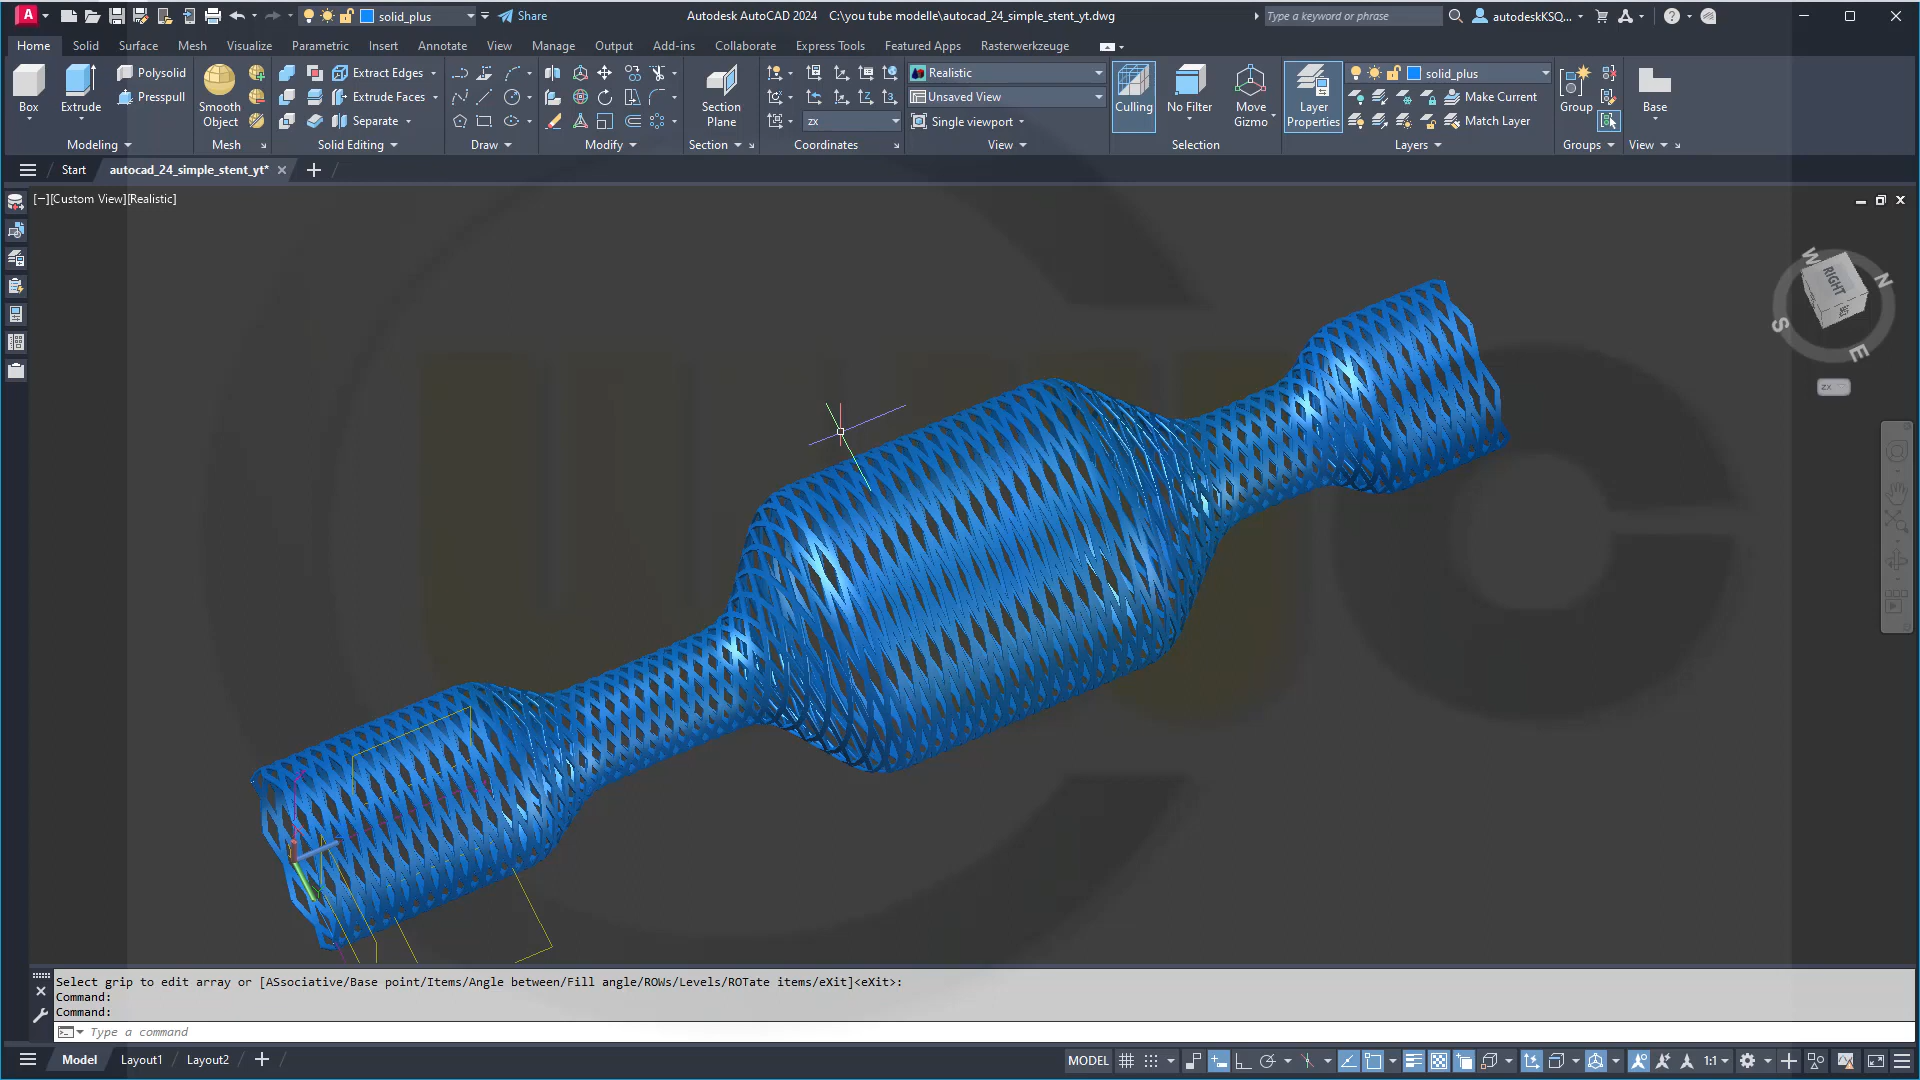 A solid_plus Share Autodesk AutoCAD 2024 C:\you tube modelle\autocad_24_simple_stent_yt.dwg Type a keyword or phrase autodeskKSQ...
Home Solid Surface Mesh Visualize Parametric Insert Annotate View Manage Output Add-ins Collaborate Express Tools Featured Apps Rasterwerkzeuge
Polysolid Extract Edges Realistic solid_plus
Presspull Extrude Faces Unsaved View Make Current
Box Extrude Smooth Object Separate Section Plane zx Single viewport Culling No Filter Move Gizmo Layer Properties Match Layer Group Base
Modeling Mesh Solid Editing Draw Modify Section Coordinates View Selection Layers Groups View
Start autocad_24_simple_stent_yt*
[−][Custom View][Realistic]
W N RIGHT S E
zx
Select grip to edit array or [ASsociative/Base point/Items/Angle between/Fill angle/ROWs/Levels/ROTate items/eXit]<eXit>:
Command:
Command:
Type a command
Model Layout1 Layout2 MODEL 1:1